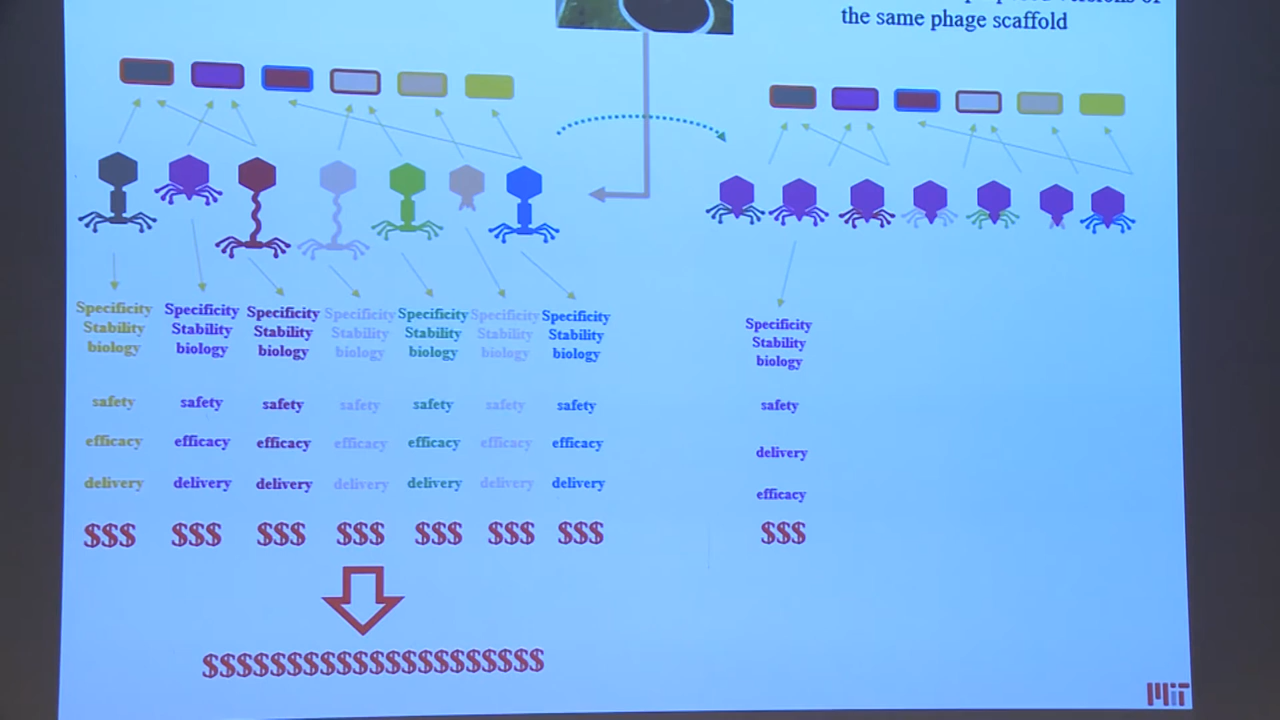 the same phage scaffold
Specificity
Stability
biology
safety
efficacy
delivery
$$$
Specificity
Stability
biology
safety
efficacy
delivery
$$$
Specificity
Stability
biology
safety
efficacy
delivery
$$$
Specificity
Stability
biology
safety
efficacy
delivery
$$$
Specificity
Stability
biology
safety
efficacy
delivery
$$$
Specificity
Stability
biology
safety
efficacy
delivery
$$$
Specificity
Stability
biology
safety
efficacy
delivery
$$$
$$$$$$$$$$$$$$$$$$$$$
Specificity
Stability
biology
safety
delivery
efficacy
$$$
MIT